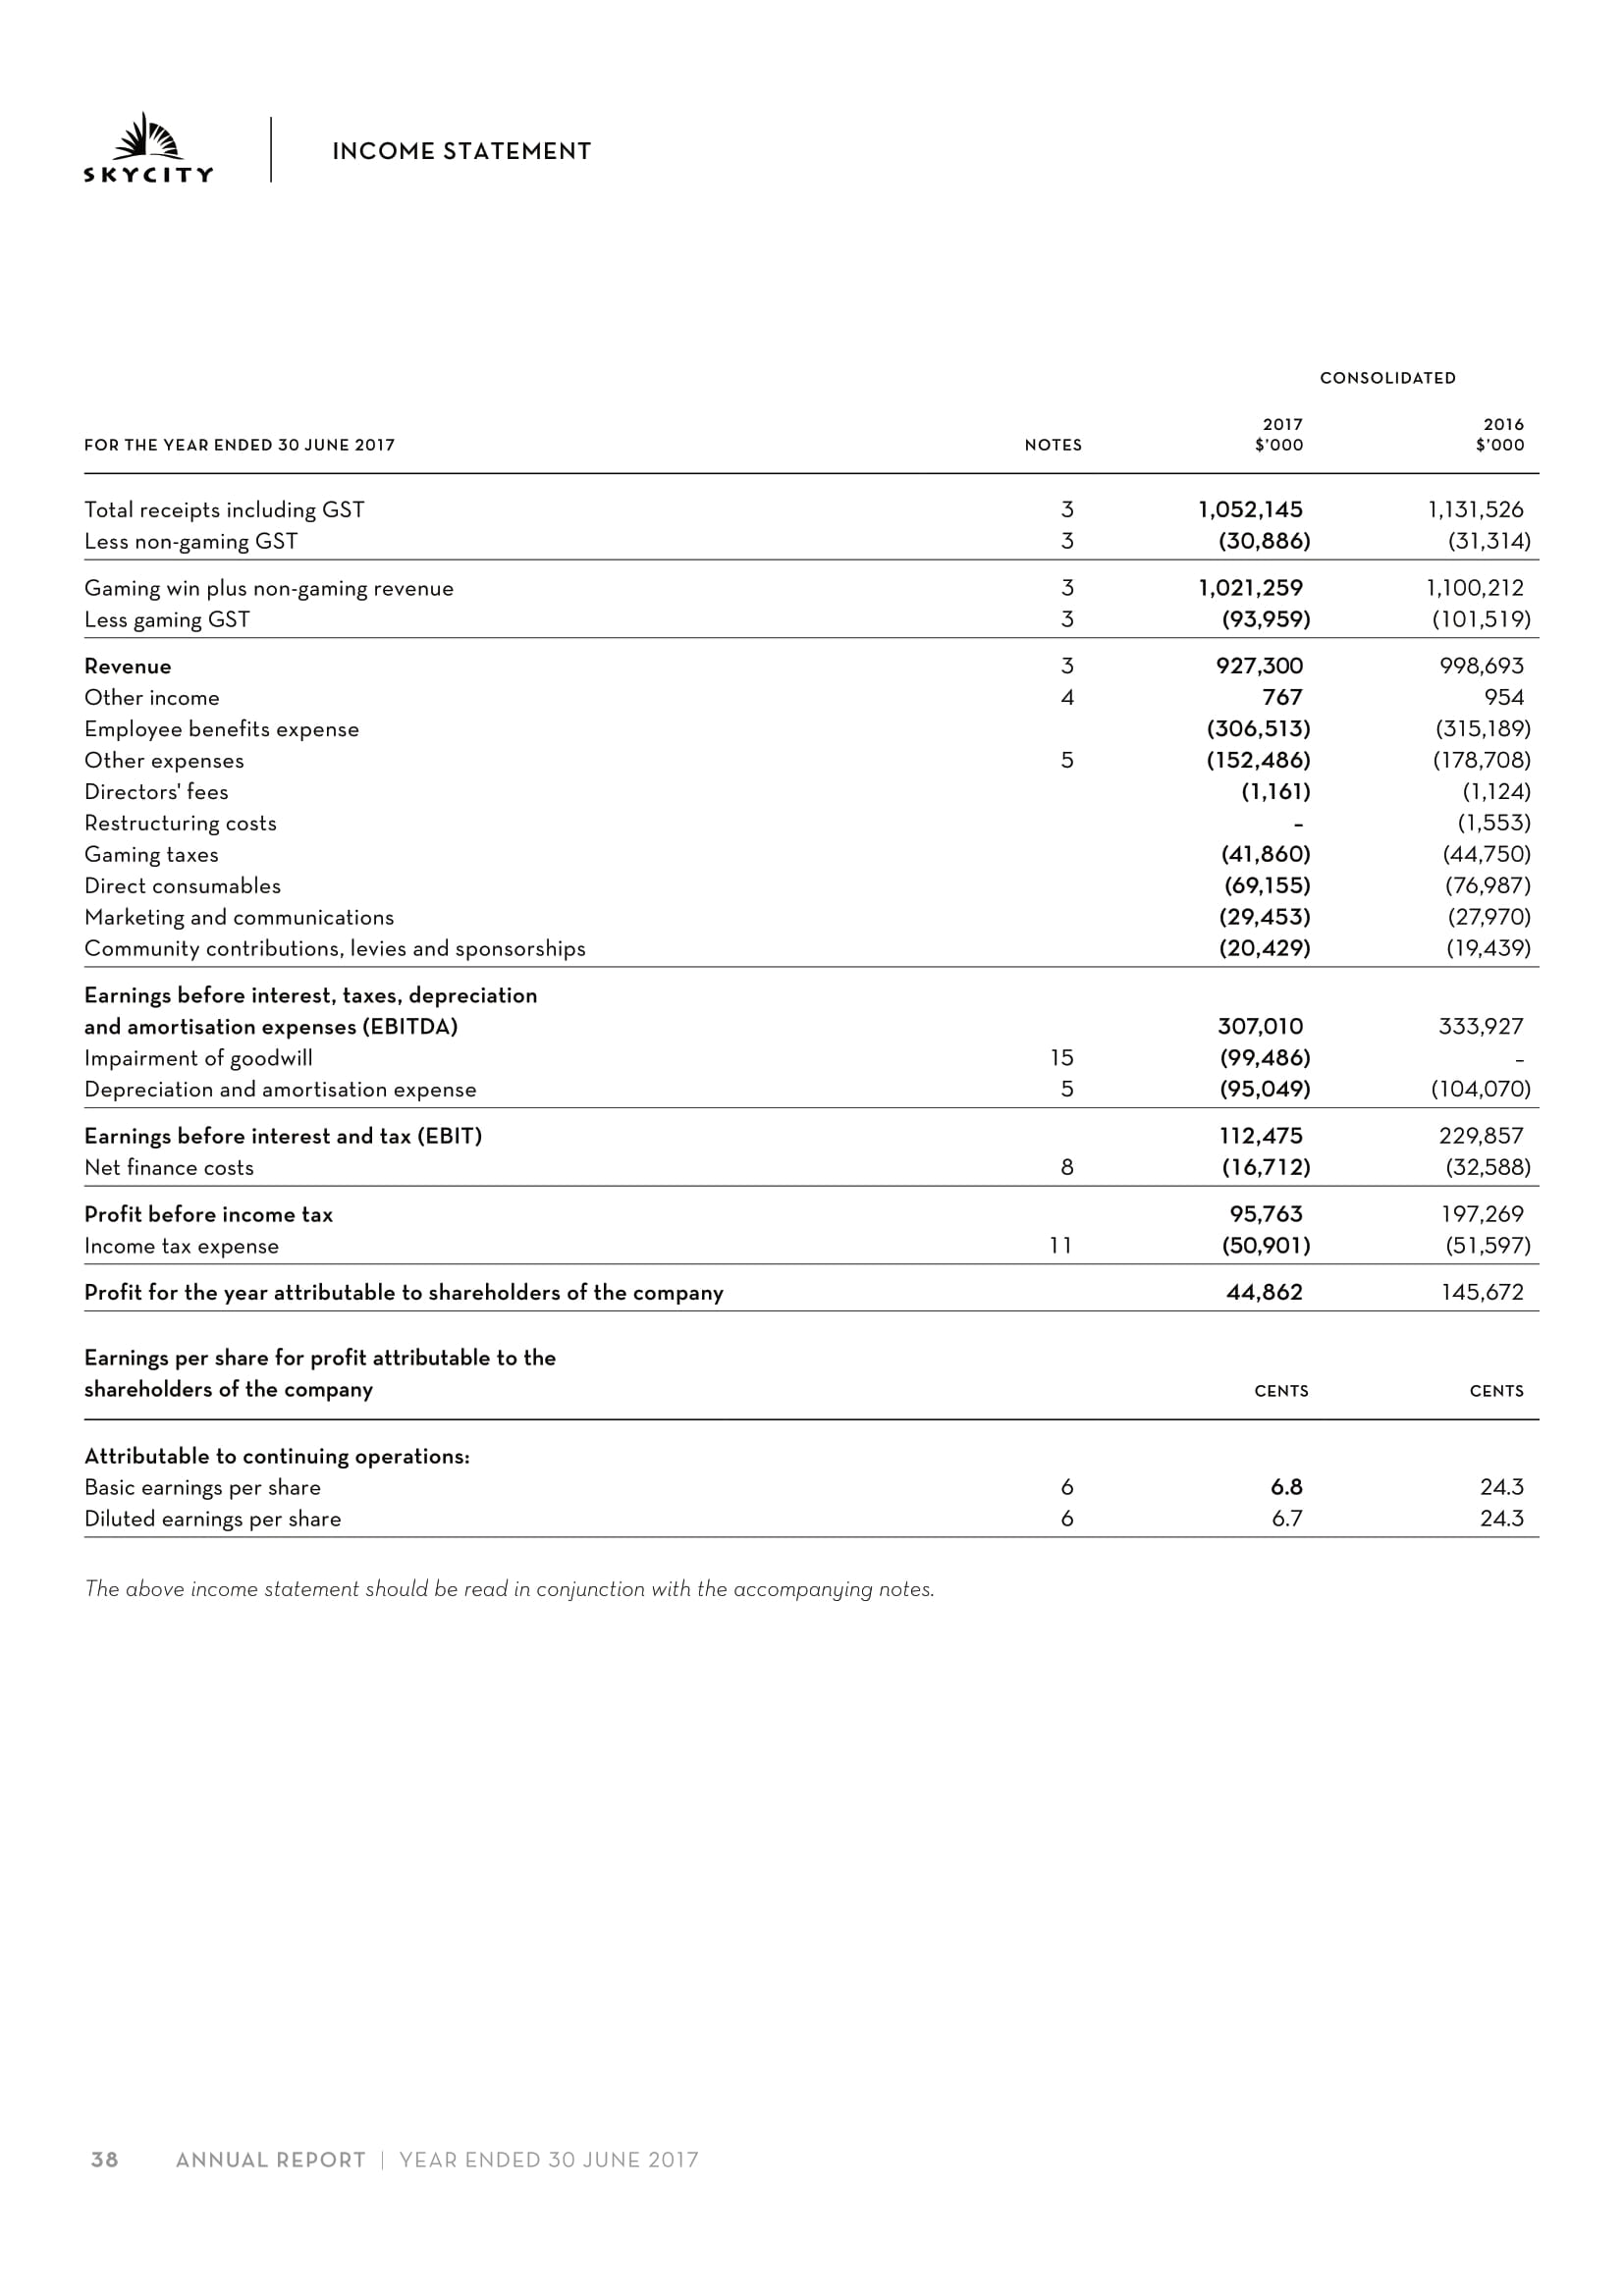 SKYCITY
INCOME STATEMENT
CONSOLIDATED
2017 2016
FOR THE YEAR ENDED 30 JUNE 2017 NOTES $'000 $'000
Total receipts including GST 3 1,052,145 1,131,526
Less non-gaming GST 3 (30,886) (31,314)
Gaming win plus non-gaming revenue 3 1,021,259 1,100,212
Less gaming GST 3 (93,959) (101,519)
Revenue 3 927,300 998,693
Other income 4 767 954
Employee benefits expense (306,513) (315,189)
Other expenses 5 (152,486) (178,708)
Directors' fees (1,161) (1,124)
Restructuring costs – (1,553)
Gaming taxes (41,860) (44,750)
Direct consumables (69,155) (76,987)
Marketing and communications (29,453) (27,970)
Community contributions, levies and sponsorships (20,429) (19,439)
Earnings before interest, taxes, depreciation
and amortisation expenses (EBITDA) 307,010 333,927
Impairment of goodwill 15 (99,486) –
Depreciation and amortisation expense 5 (95,049) (104,070)
Earnings before interest and tax (EBIT) 112,475 229,857
Net finance costs 8 (16,712) (32,588)
Profit before income tax 95,763 197,269
Income tax expense 11 (50,901) (51,597)
Profit for the year attributable to shareholders of the company 44,862 145,672
Earnings per share for profit attributable to the
shareholders of the company CENTS CENTS
Attributable to continuing operations:
Basic earnings per share 6 6.8 24.3
Diluted earnings per share 6 6.7 24.3
The above income statement should be read in conjunction with the accompanying notes.
38 ANNUAL REPORT | YEAR ENDED 30 JUNE 2017